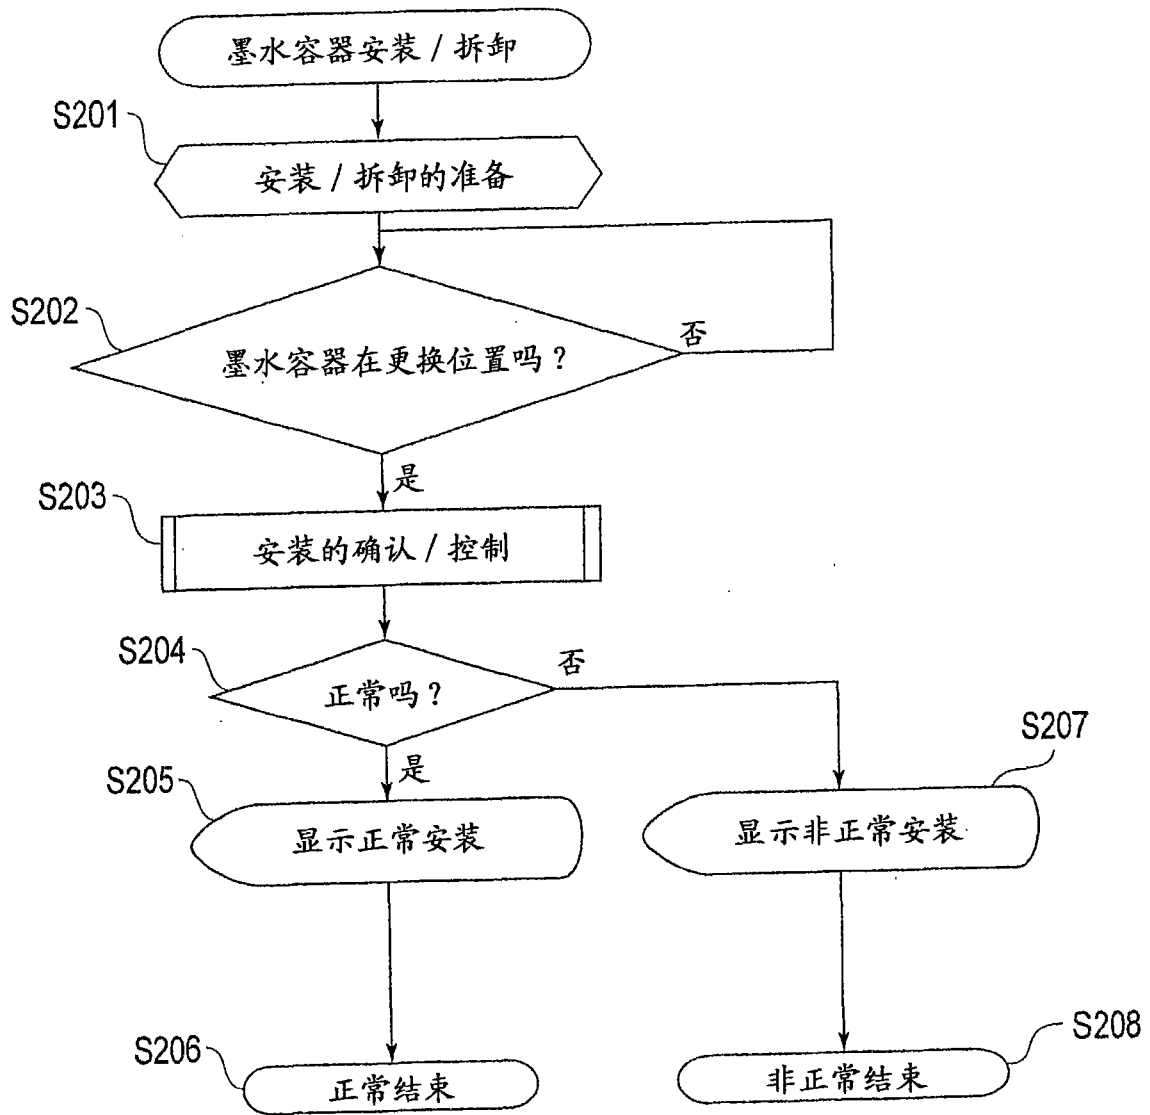 墨水容器安装 / 拆卸
S201
安装 / 拆卸的准备
S202
墨水容器在更换位置吗?
否
是
S203
安装的确认 / 控制
S204
正常吗?
否
是
S205
显示正常安装
S207
显示非正常安装
S206
正常结束
S208
非正常结束